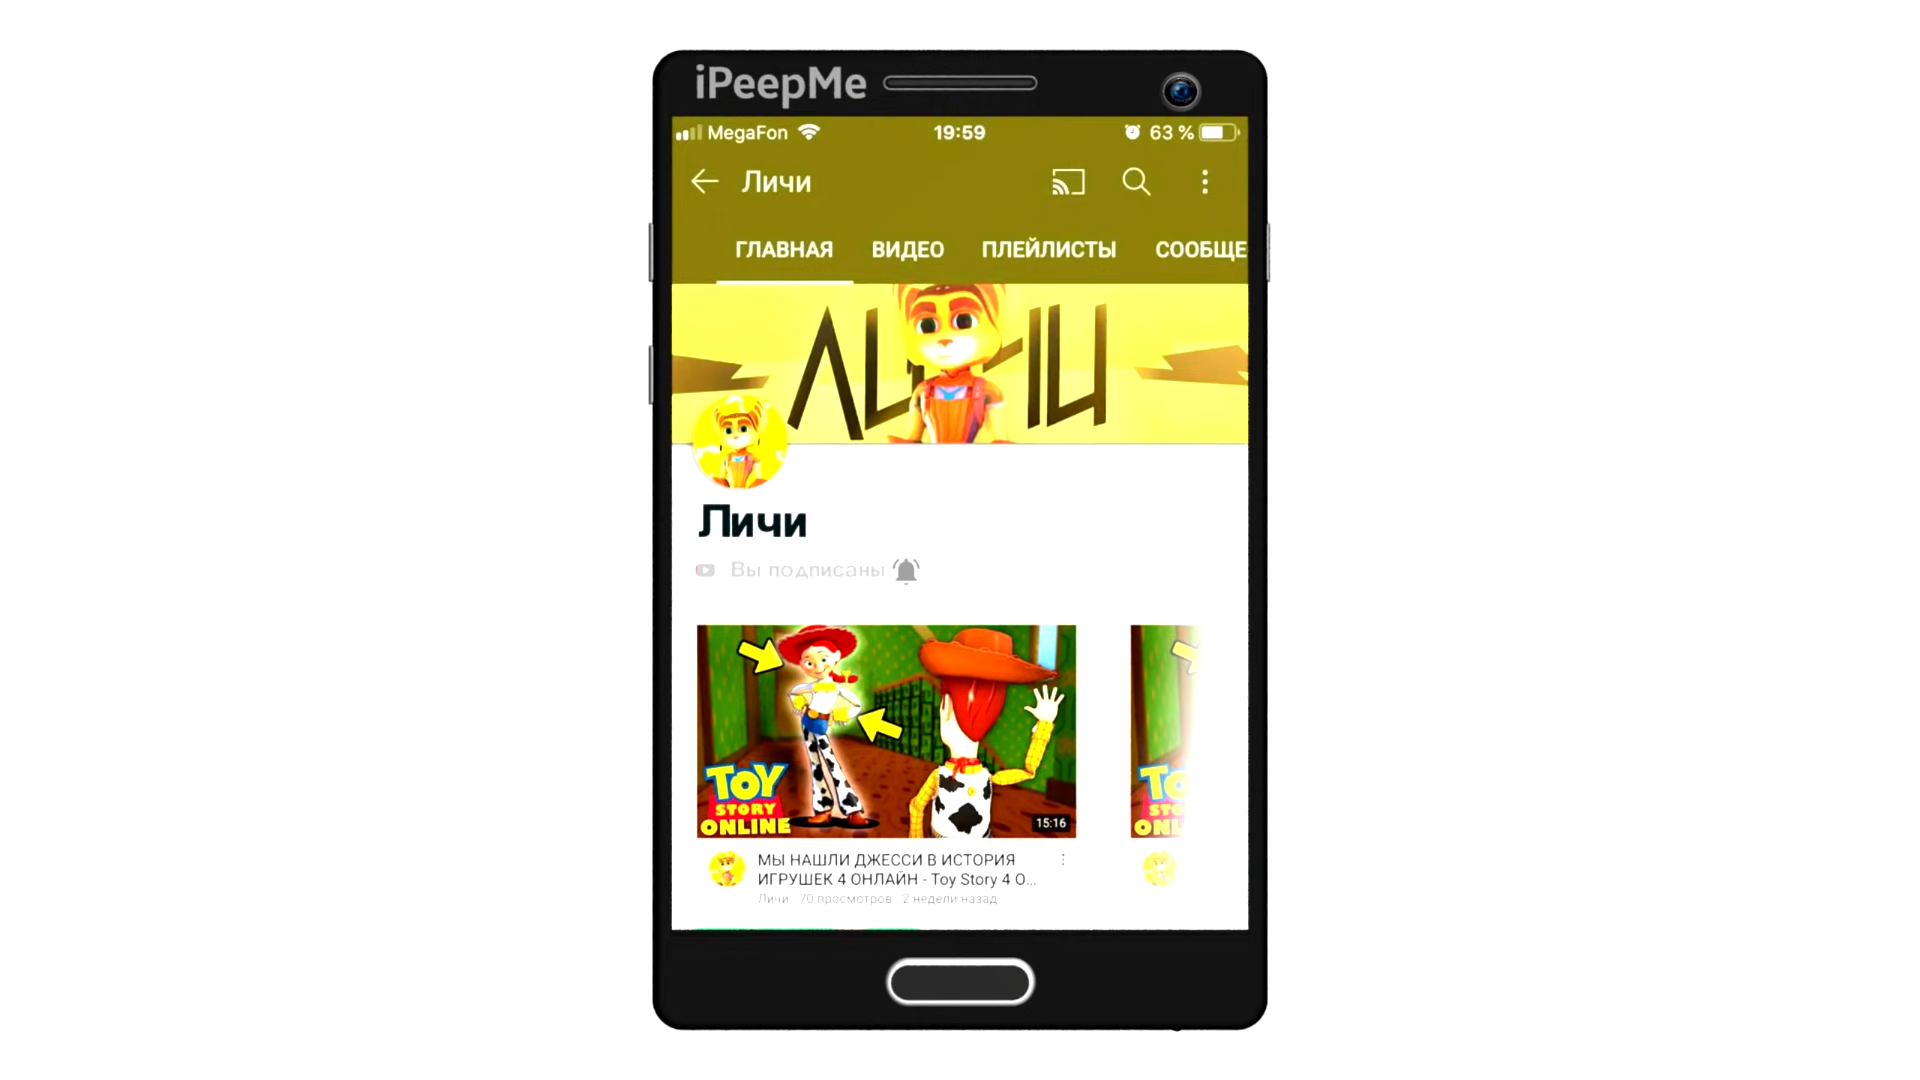 iPeepMe
MegaFon 19:59 63 %
Личи
ГЛАВНАЯ ВИДЕО ПЛЕЙЛИСТЫ СООБЩЕ
Личи
Вы подписаны
TOY
STORY
ONLINE
15:16
МЫ НАШЛИ ДЖЕССИ В ИСТОРИЯ
ИГРУШЕК 4 ОНЛАЙН - Toy Story 4 O...
Личи 70 просмотров 2 недели назад